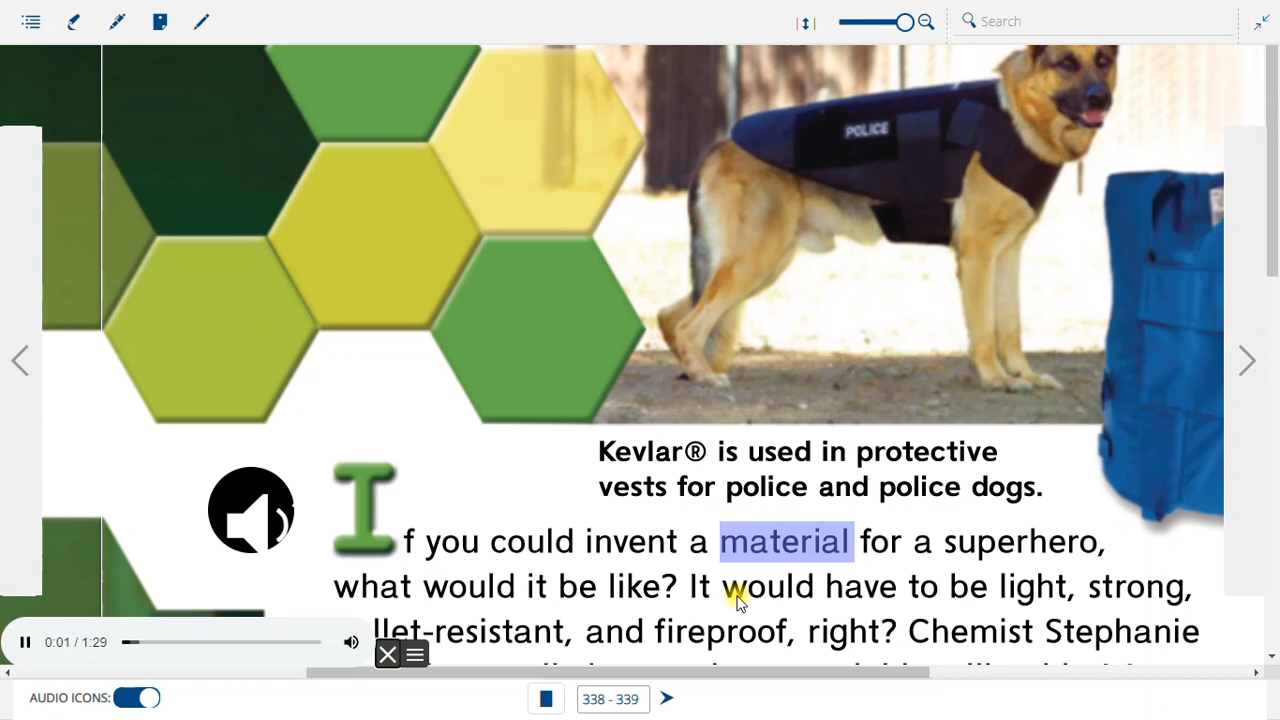 Search
POLICE
Kevlar® is used in protective
vests for police and police dogs.
If you could invent a material for a superhero,
what would it be like? It would have to be light, strong,
llet-resistant, and fireproof, right? Chemist Stephanie
0:01 / 1:29
AUDIO ICONS:
338 - 339